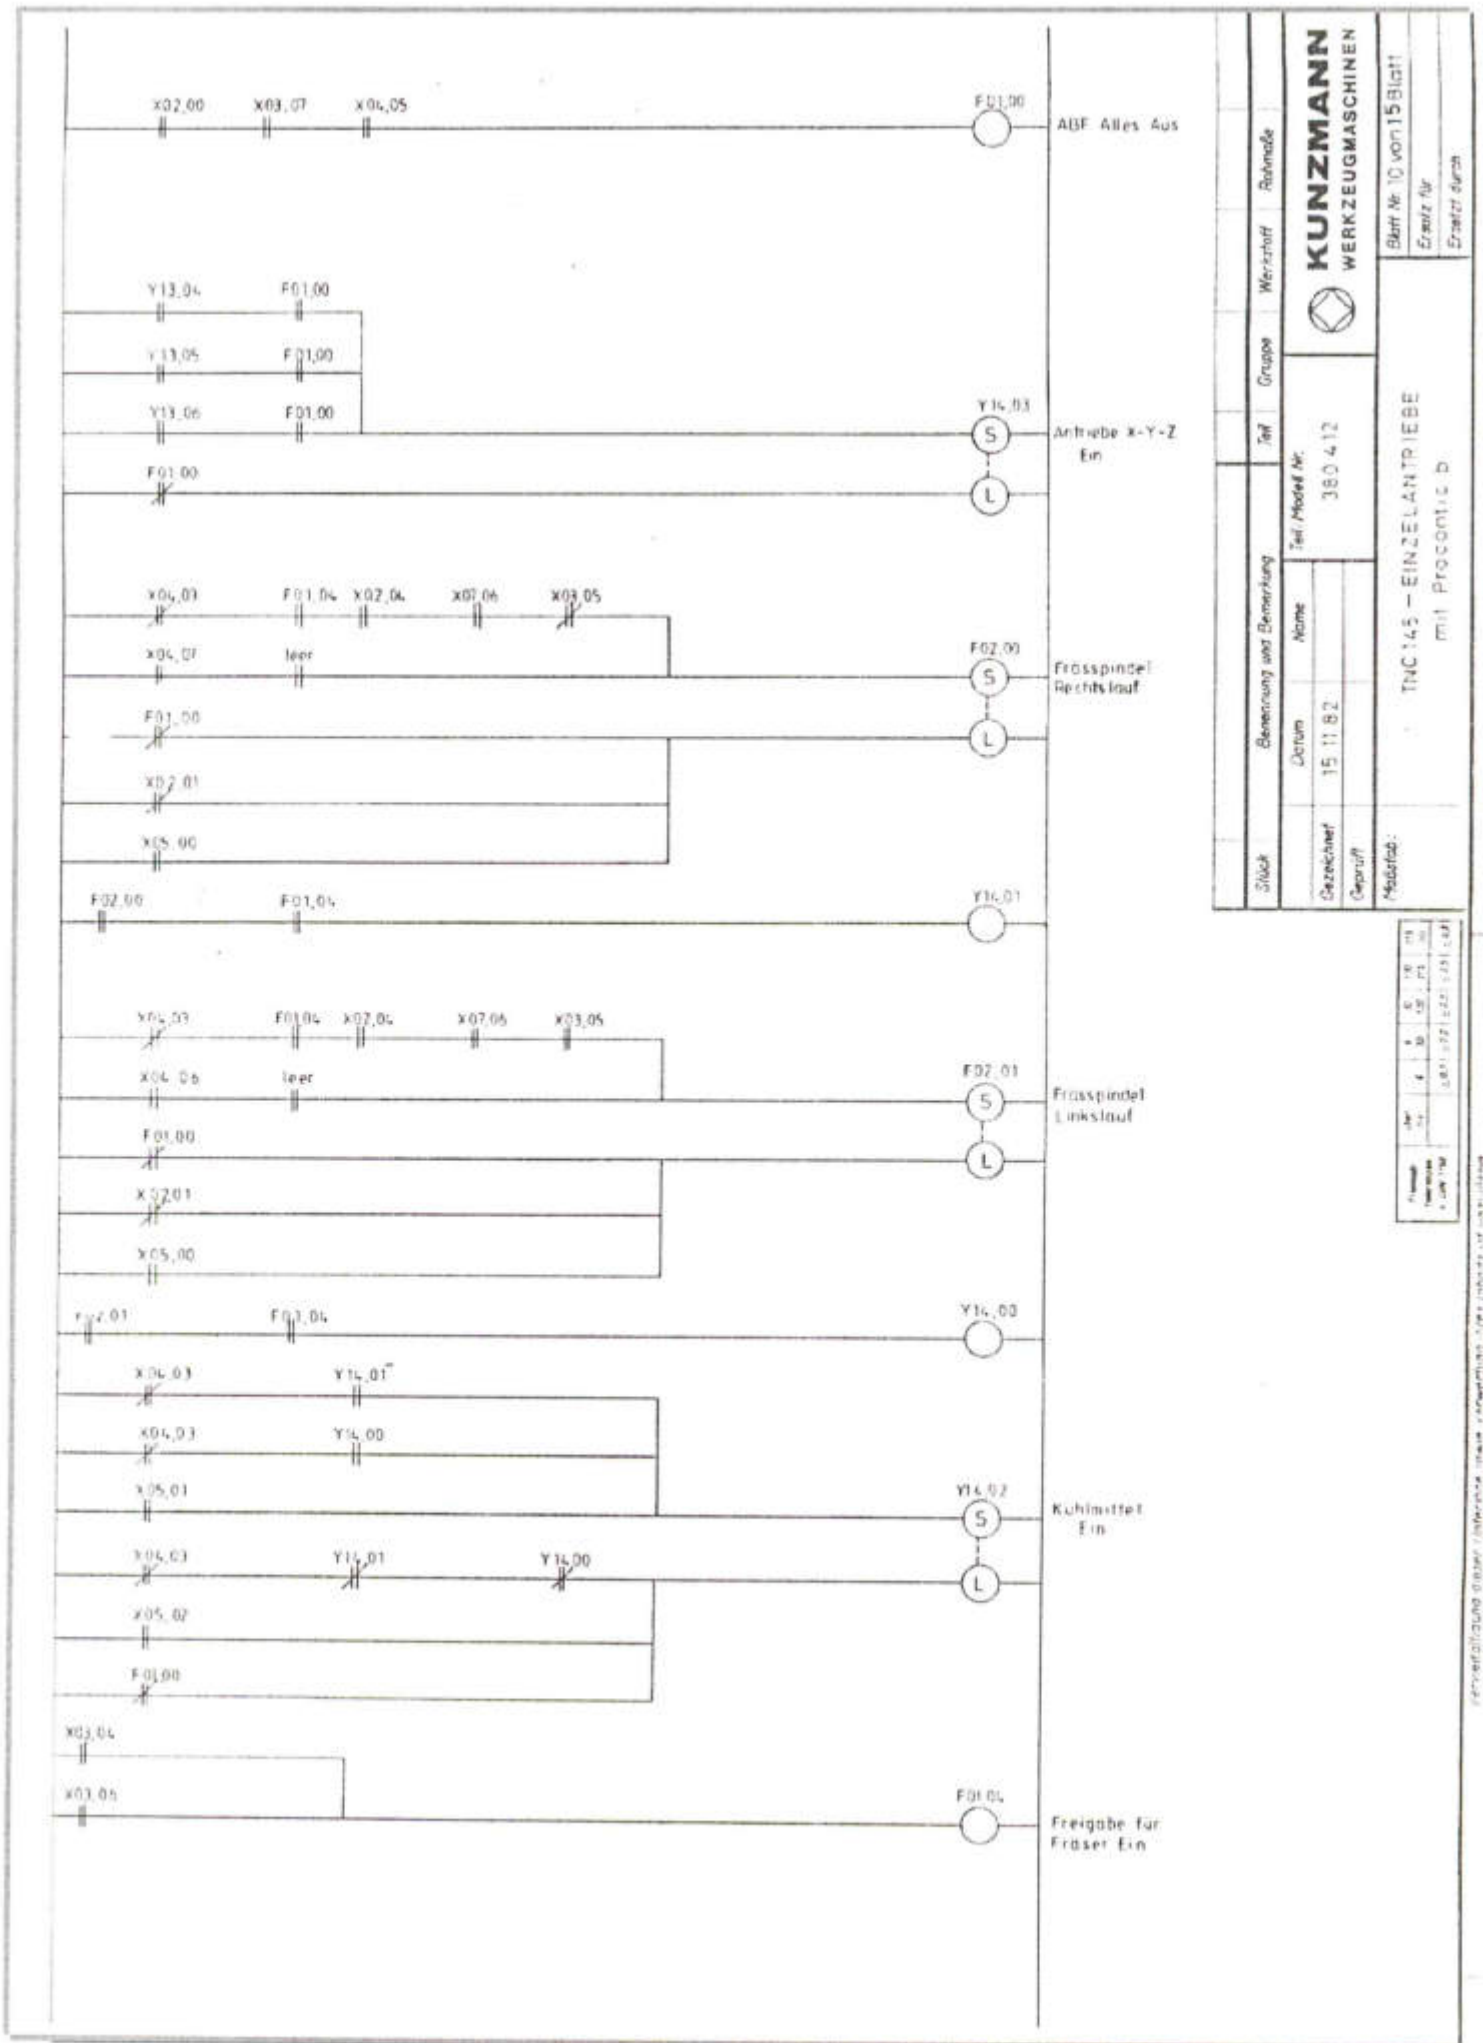 X02,00 X03,07 X04,05 F01,00
ABF Alles Aus
Y13,04 F01,00
Y13,05 F01,00
Y13,06 F01,00 Y14,03
S Antriebe X-Y-Z
Ein
F01,00
L
X04,03 F01,04 X02,04 X07,06 X03,05
X04,07 leer F02,00
S Frässpindel
Rechtslauf
F01,00
L
X02,01
X05,00
F02,00 F01,04 Y14,01
X04,03 F01,04 X02,04 X07,06 X03,05
X04,06 leer F02,01
S Frässpindel
Linkslauf
F01,00
L
X02,01
X05,00
F02,01 Y14,00
X04,03 Y14,01
X04,03 Y14,00
X05,01 Y14,02
S Kühlmittel
Ein
X04,03 Y14,01 Y14,00
L
X05,02
F01,00
X03,04
X03,06 F01,04
Freigabe für
Fräser Ein
Stück Benennung und Bemerkung Teil Gruppe Werkstoff Rohmaße
Datum Name Teil/Modell Nr.
Gezeichnet 15 11 82 380 412
Geprüft
KUNZMANN
WERKZEUGMASCHINEN
Maßstab:
TNC 145 - EINZELANTRIEBE
mit Procontic b
Blatt Nr. 10 von 15 Blatt
Ersatz für
Ersetzt durch